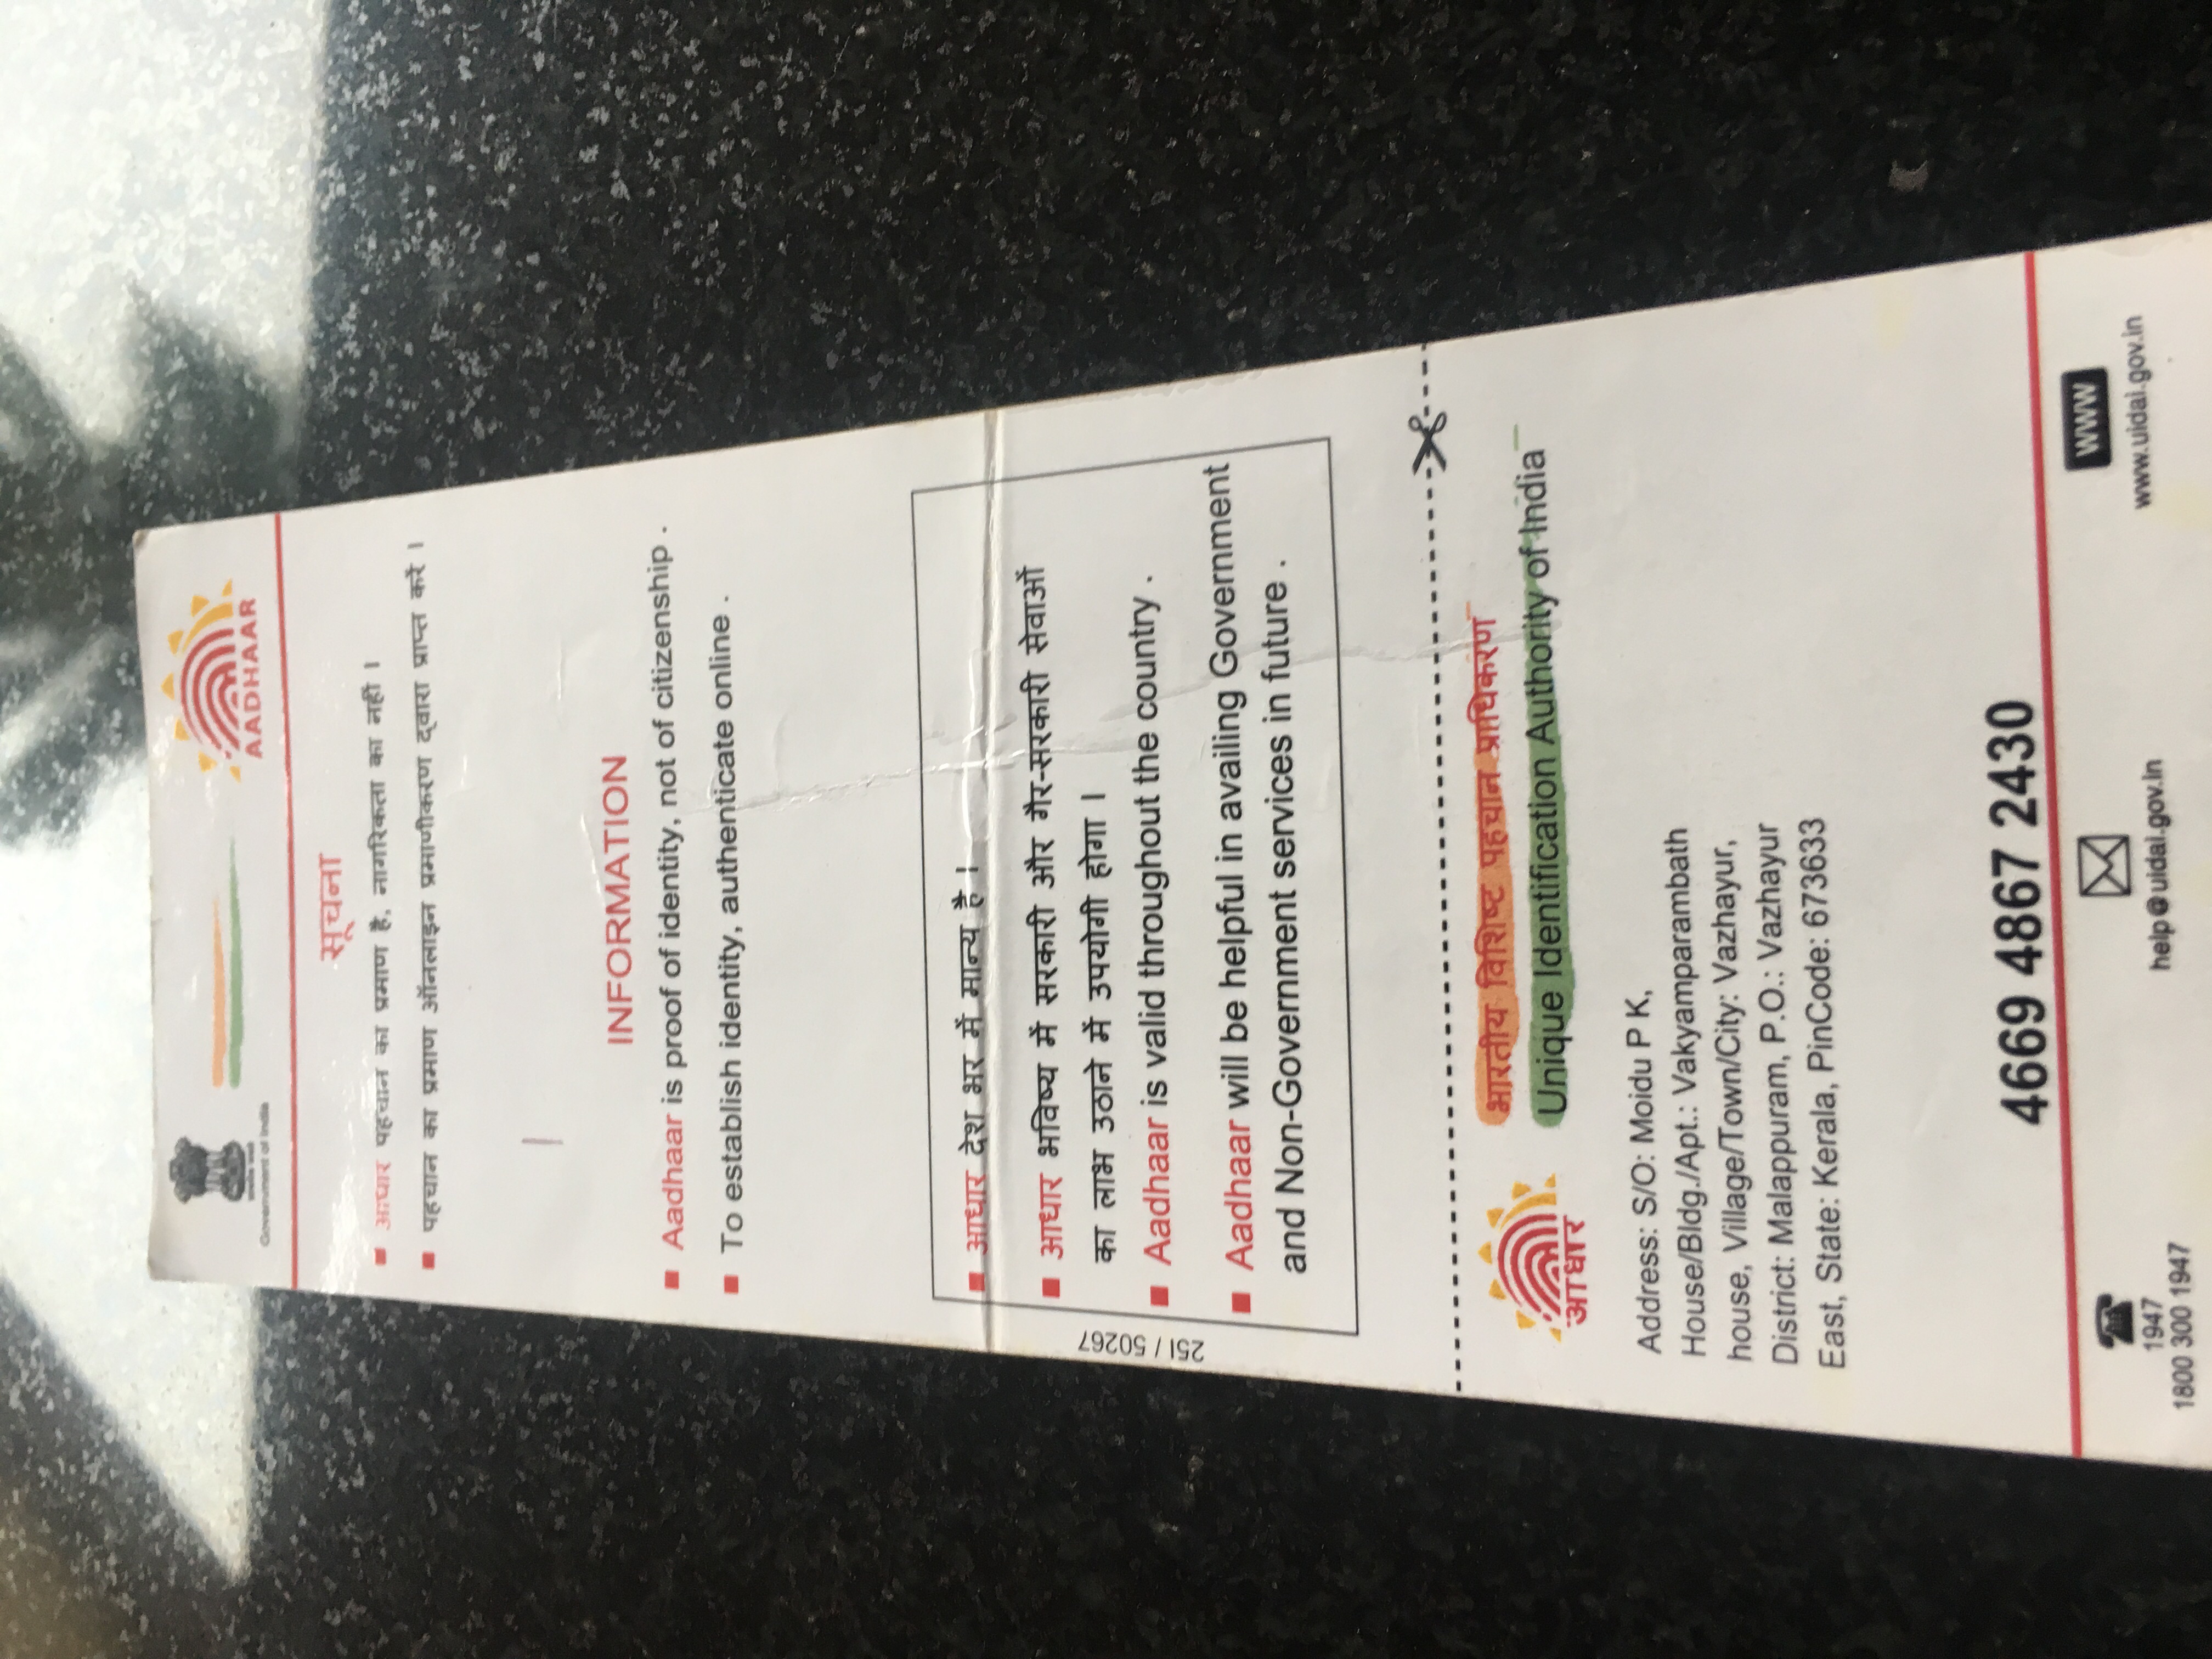 Government of India
AADHAAR
सूचना
आधार पहचान का प्रमाण है, नागरिकता का नहीं ।
पहचान का प्रमाण ऑनलाइन प्रमाणीकरण द्वारा प्राप्त करें ।
INFORMATION
Aadhaar is proof of identity, not of citizenship .
To establish identity, authenticate online .
आधार देश भर में मान्य है ।
आधार भविष्य में सरकारी और गैर-सरकारी सेवाओं
का लाभ उठाने में उपयोगी होगा ।
Aadhaar is valid throughout the country .
Aadhaar will be helpful in availing Government
and Non-Government services in future .
25I / 50267
आधार
भारतीय विशिष्ट पहचान प्राधिकरण
Unique Identification Authority of India
Address: S/O: Moidu P K,
House/Bldg./Apt.: Vakyamparambath
house, Village/Town/City: Vazhayur,
District: Malappuram, P.O.: Vazhayur
East, State: Kerala, PinCode: 673633
4669 4867 2430
1947
1800 300 1947
help@uidai.gov.in
www
www.uidai.gov.in